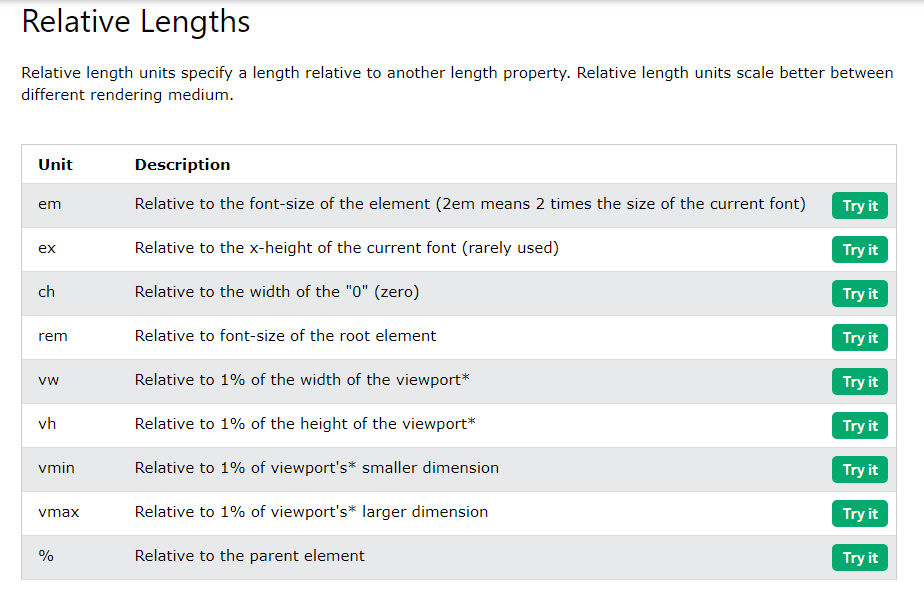 Relative Lengths
Relative length units specify a length relative to another length property. Relative length units scale better between
different rendering medium.
Unit Description
em Relative to the font-size of the element (2em means 2 times the size of the current font) Try it
ex Relative to the x-height of the current font (rarely used) Try it
ch Relative to the width of the "0" (zero) Try it
rem Relative to font-size of the root element Try it
vw Relative to 1% of the width of the viewport* Try it
vh Relative to 1% of the height of the viewport* Try it
vmin Relative to 1% of viewport's* smaller dimension Try it
vmax Relative to 1% of viewport's* larger dimension Try it
% Relative to the parent element Try it